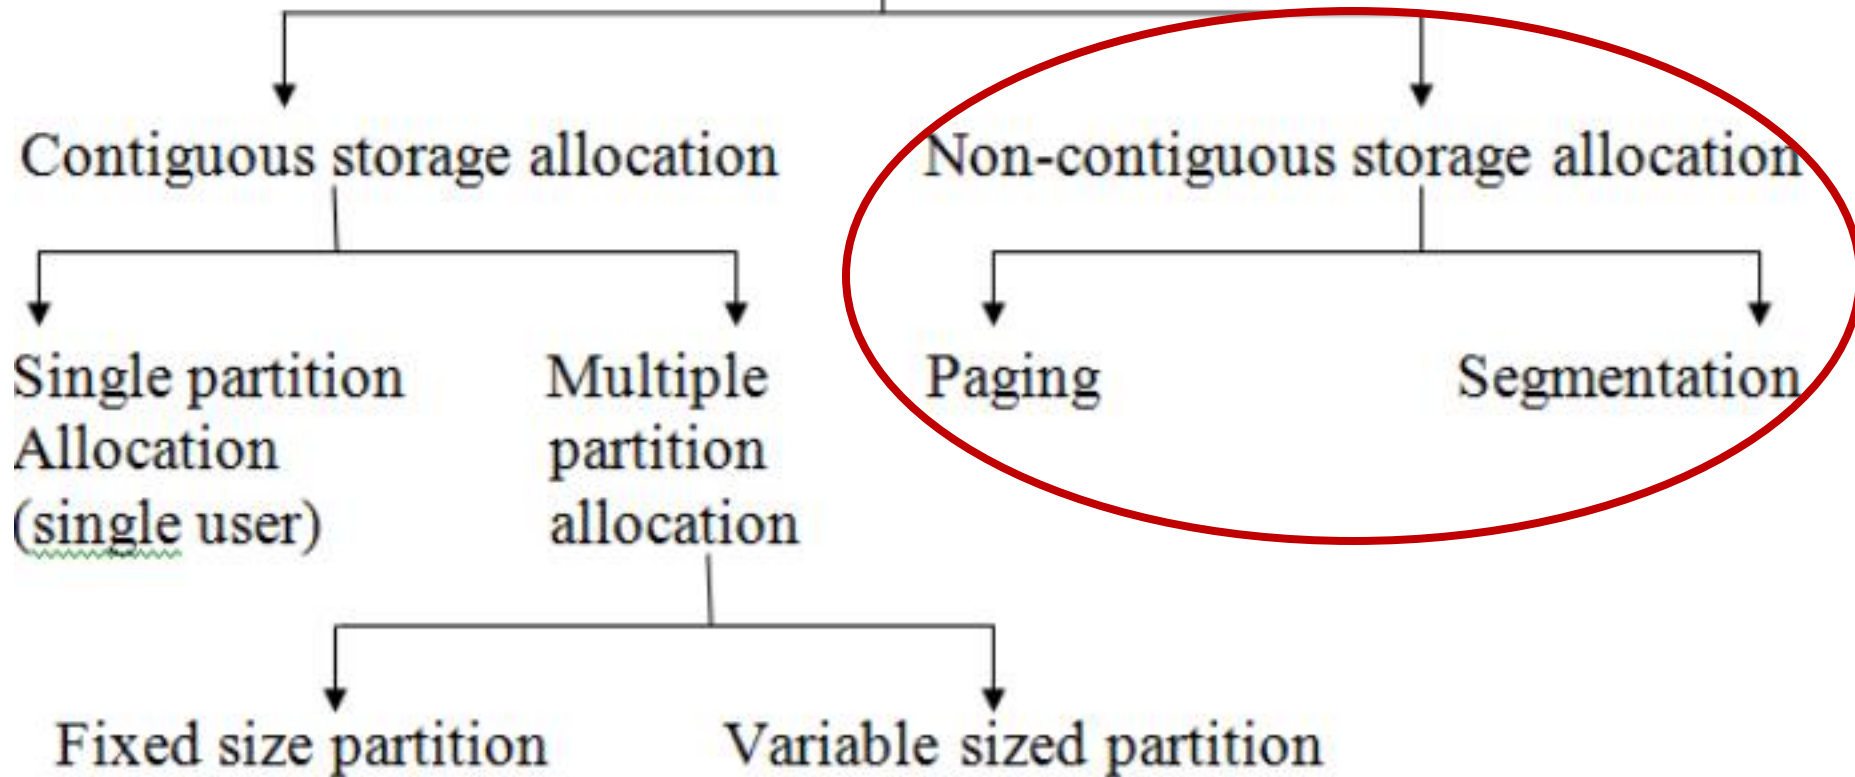 Contiguous storage allocation
Non-contiguous storage allocation
Single partition
Allocation
(single user)
Multiple
partition
allocation
Paging
Segmentation
Fixed size partition
Variable sized partition